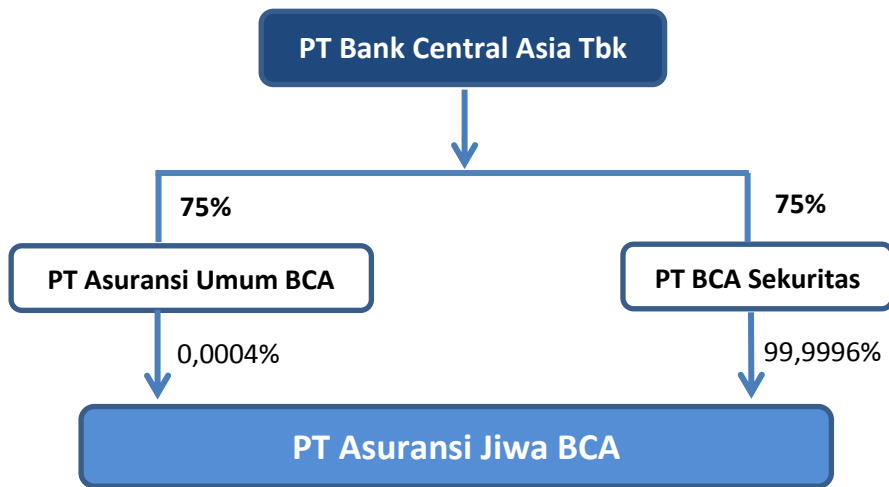 PT Bank Central Asia Tbk
75%
75%
PT Asuransi Umum BCA
PT BCA Sekuritas
0,0004%
99,9996%
PT Asuransi Jiwa BCA